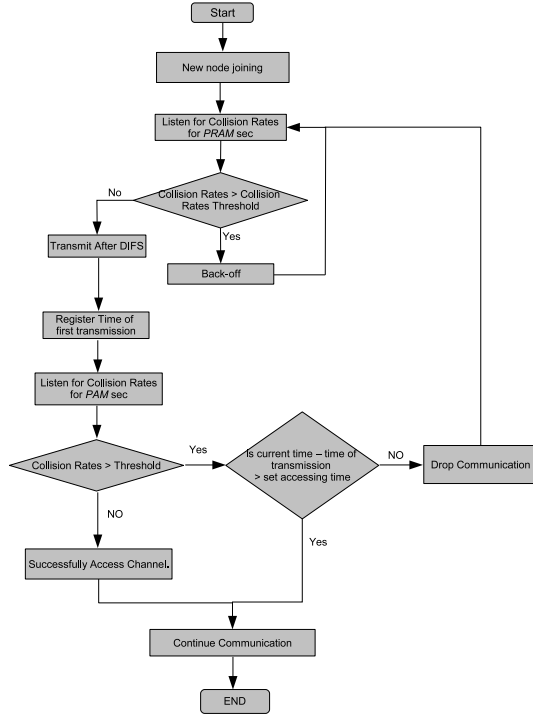 Start
New node joining
Listen for Collision Rates
for PRAM sec
No
Collision Rates > Collision
Rates Threshold
Yes
Transmit After DIFS
Back-off
Register Time of
first transmission
Listen for Collision Rates
for PAM sec
Collision Rates > Threshold
Yes
Is current time – time of
transmission
> set accessing time
NO
Drop Communication
NO
Yes
Successfully Access Channel.
Continue Communication
END